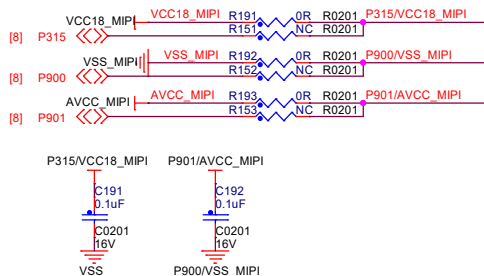 VCC18_MIPI VCC18_MIPI R191 0R R0201 P315/VCC18_MIPI
[8] P315 R151 NC R0201
VSS_MIPI VSS_MIPI R192 0R R0201 P900/VSS_MIPI
[8] P900 R152 NC R0201
AVCC_MIPI AVCC_MIPI R193 0R R0201 P901/AVCC_MIPI
[8] P901 R153 NC R0201
P315/VCC18_MIPI P901/AVCC_MIPI
C191 C192
0.1uF 0.1uF
C0201 C0201
16V 16V
VSS P900/VSS_MIPI